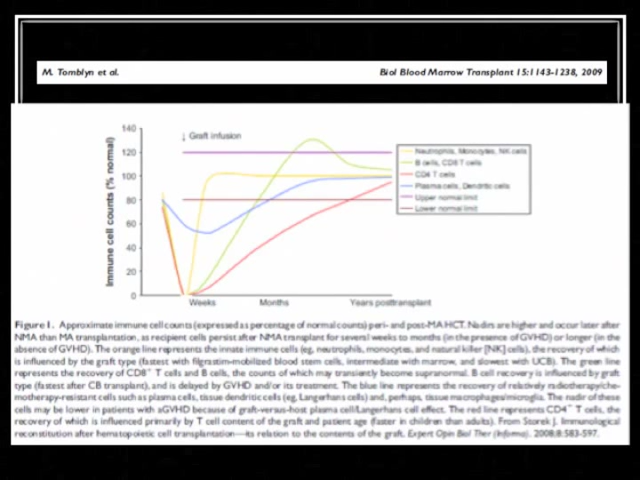 M. Tomblyn et al. Biol Blood Marrow Transplant 15:1143-1238, 2009
↓ Graft infusion
Immune cell counts (% normal)
140
120
100
80
60
40
20
0
Weeks Months Years posttransplant
Neutrophils, Monocytes, NK cells
B cells, CD8 T cells
CD4 T cells
Plasma cells, Dendritic cells
Upper normal limit
Lower normal limit
Figure 1. Approximate immune cell counts (expressed as percentage of normal counts) peri- and post-MA HCT. Nadirs are higher and occur later after
NMA than MA transplantation, as recipient cells persist after NMA transplant for several weeks to months (in the presence of GVHD) or longer (in the
absence of GVHD). The orange line represents the innate immune cells (eg, neutrophils, monocytes, and natural killer [NK] cells), the recovery of which
is influenced by the graft type (fastest with filgrastim-mobilized blood stem cells, intermediate with marrow, and slowest with UCB). The green line
represents the recovery of CD8⁺ T cells and B cells, the counts of which may transiently become supranormal. B cell recovery is influenced by graft
type (fastest after CB transplant), and is delayed by GVHD and/or its treatment. The blue line represents the recovery of relatively radiotherapy/che-
motherapy-resistant cells such as plasma cells, tissue dendritic cells (eg, Langerhans cells) and, perhaps, tissue macrophages/microglia. The nadir of these
cells may be lower in patients with aGVHD because of graft-versus-host plasma cell/Langerhans cell effect. The red line represents CD4⁺ T cells, the
recovery of which is influenced primarily by T cell content of the graft and patient age (faster in children than adults). From Storek J. Immunological
reconstitution after hematopoietic cell transplantation—its relation to the contents of the graft. Expert Opin Biol Ther (Informa). 2008;8:583-597.